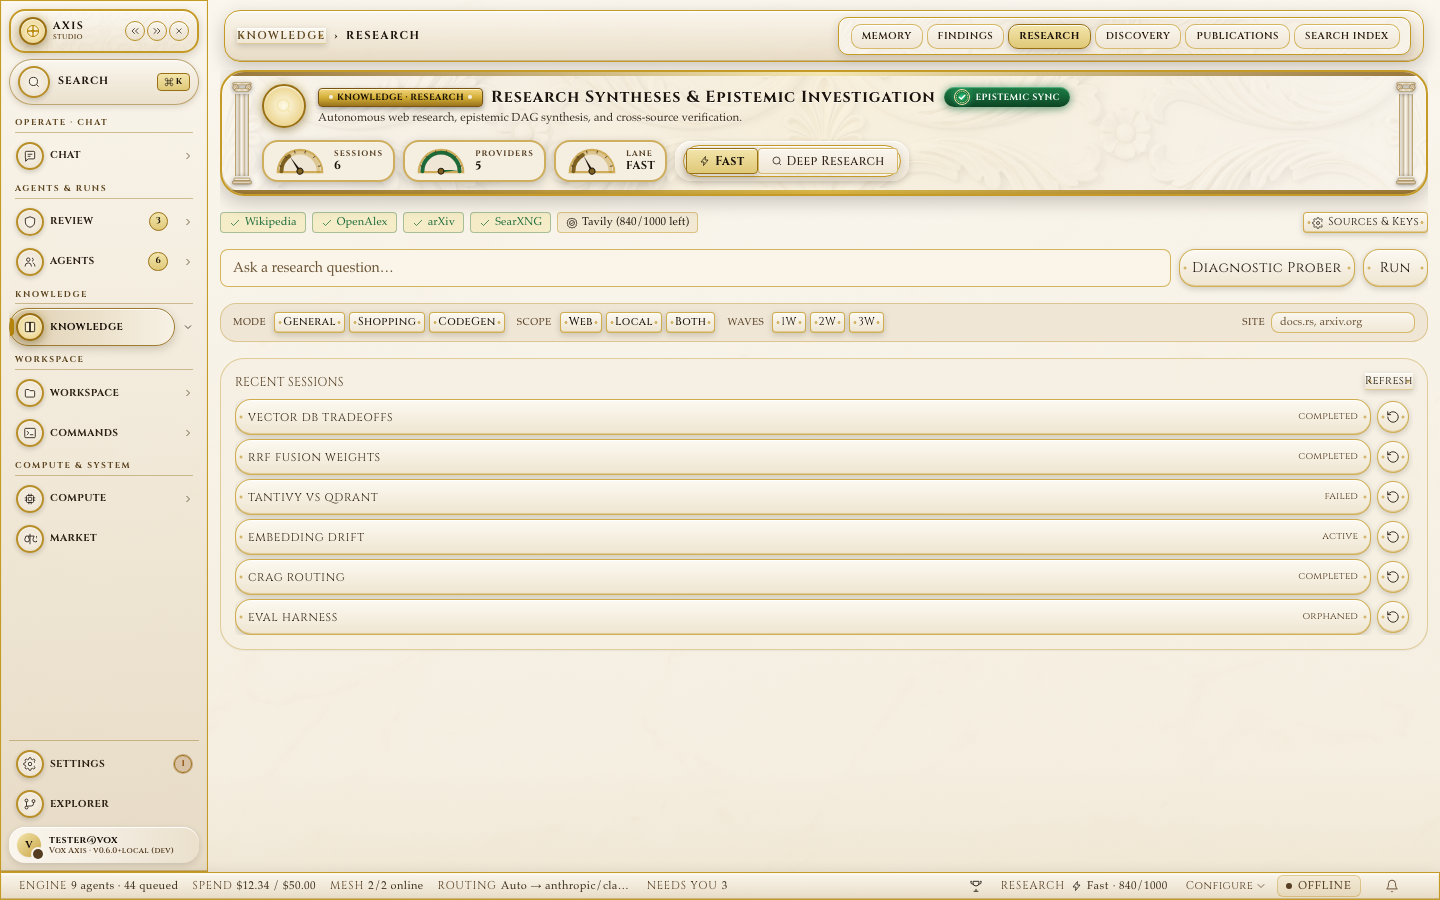 AXIS
STUDIO
SEARCH
⌘ K
OPERATE · CHAT
CHAT
AGENTS & RUNS
REVIEW 3
AGENTS 6
KNOWLEDGE
KNOWLEDGE
WORKSPACE
WORKSPACE
COMMANDS
COMPUTE & SYSTEM
COMPUTE
MARKET
SETTINGS 1
EXPLORER
V
TESTER@VOX
VOX AXIS · V0.6.0+LOCAL (DEV)
KNOWLEDGE › RESEARCH
MEMORY FINDINGS RESEARCH DISCOVERY PUBLICATIONS SEARCH INDEX
KNOWLEDGE · RESEARCH Research Syntheses & Epistemic Investigation EPISTEMIC SYNC
Autonomous web research, epistemic DAG synthesis, and cross-source verification.
SESSIONS
6
PROVIDERS
5
LANE
FAST
Fast Deep Research
Wikipedia OpenAlex arXiv SearXNG Tavily (840/1000 left) Sources & Keys
Ask a research question… Diagnostic Prober Run
MODE General Shopping CodeGen SCOPE Web Local Both WAVES 1W 2W 3W SITE docs.rs, arxiv.org
RECENT SESSIONS Refresh
VECTOR DB TRADEOFFS COMPLETED
RRF FUSION WEIGHTS COMPLETED
TANTIVY VS QDRANT FAILED
EMBEDDING DRIFT ACTIVE
CRAG ROUTING COMPLETED
EVAL HARNESS ORPHANED
ENGINE 9 agents · 44 queued SPEND $12.34 / $50.00 MESH 2/2 online ROUTING Auto → anthropic/cla… NEEDS YOU 3 RESEARCH Fast · 840/1000 Configure OFFLINE